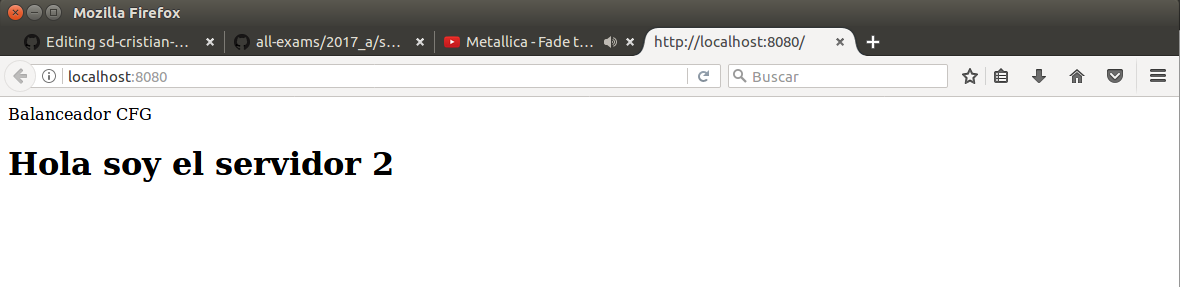 Mozilla Firefox
Editing sd-cristian-... all-exams/2017_a/s... Metallica - Fade t... http://localhost:8080/
localhost:8080 Buscar
Balanceador CFG
Hola soy el servidor 2